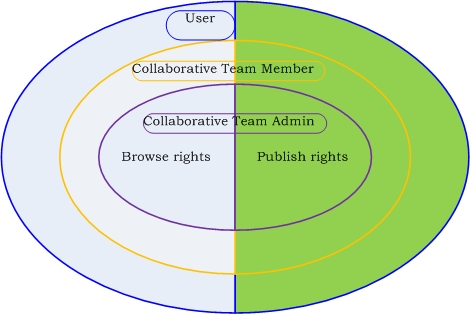 User
Collaborative Team Member
Collaborative Team Admin
Browse rights
Publish rights